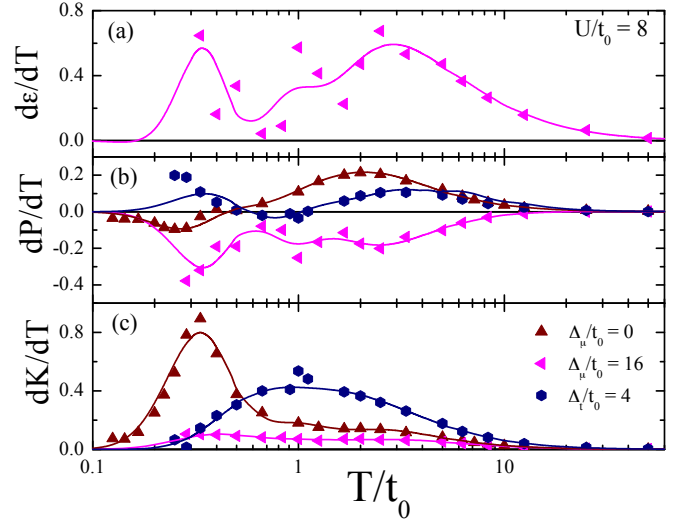 (a)
U/t₀ = 8
dε/dT
0.8
0.4
0.0
(b)
dP/dT
0.2
0.0
-0.2
-0.4
(c)
dK/dT
0.8
0.4
0.0
Δμ/t₀ = 0
Δμ/t₀ = 16
Δt/t₀ = 4
0.1 1 10
T/t₀